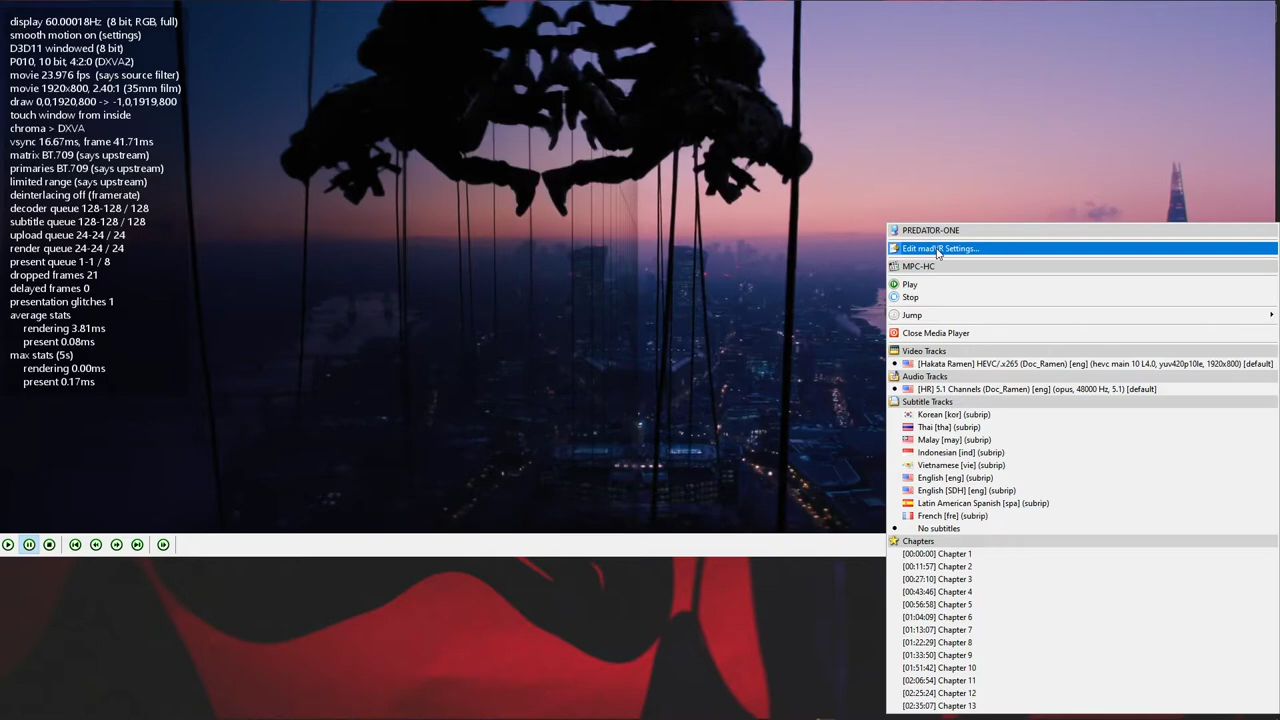 display 60.00018Hz (8 bit, RGB, full)
smooth motion on (settings)
D3D11 windowed (8 bit)
P010, 10 bit, 4:2:0 (DXVA2)
movie 23.976 fps (says source filter)
movie 1920x800, 2.40:1 (35mm film)
draw 0,0,1920,800 -> -1,0,1919,800
touch window from inside
chroma > DXVA
vsync 16.67ms, frame 41.71ms
matrix BT.709 (says upstream)
primaries BT.709 (says upstream)
limited range (says upstream)
deinterlacing off (framerate)
decoder queue 128-128 / 128
subtitle queue 128-128 / 128
upload queue 24-24 / 24
render queue 24-24 / 24
present queue 1-1 / 8
dropped frames 21
delayed frames 0
presentation glitches 1
average stats
rendering 3.81ms
present 0.08ms
max stats (5s)
rendering 0.00ms
present 0.17ms
PREDATOR-ONE
Edit madVR Settings...
MPC-HC
Play
Stop
Jump
Close Media Player
Video Tracks
[Hakata Ramen] HEVC/.x265 (Doc_Ramen) [eng] (hevc main 10 L4.0, yuv420p10le, 1920x800) [default]
Audio Tracks
[HR] 5.1 Channels (Doc_Ramen) [eng] (opus, 48000 Hz, 5.1) [default]
Subtitle Tracks
Korean [kor] (subrip)
Thai [tha] (subrip)
Malay [may] (subrip)
Indonesian [ind] (subrip)
Vietnamese [vie] (subrip)
English [eng] (subrip)
English [SDH] [eng] (subrip)
Latin American Spanish [spa] (subrip)
French [fre] (subrip)
No subtitles
Chapters
[00:00:00] Chapter 1
[00:11:57] Chapter 2
[00:27:10] Chapter 3
[00:43:46] Chapter 4
[00:56:58] Chapter 5
[01:04:09] Chapter 6
[01:13:07] Chapter 7
[01:22:29] Chapter 8
[01:33:50] Chapter 9
[01:51:42] Chapter 10
[02:06:54] Chapter 11
[02:25:24] Chapter 12
[02:35:07] Chapter 13